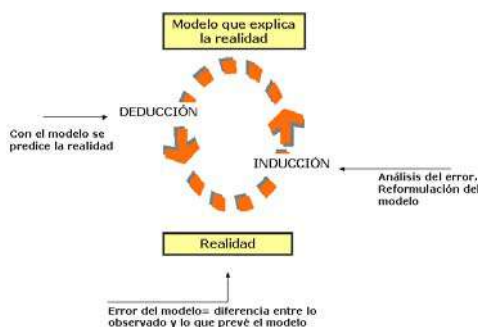 Modelo que explica
la realidad
DEDUCCIÓN
Con el modelo se
predice la realidad
INDUCCIÓN
Análisis del error.
Reformulación del
modelo
Realidad
Error del modelo= diferencia entre lo
observado y lo que prevé el modelo